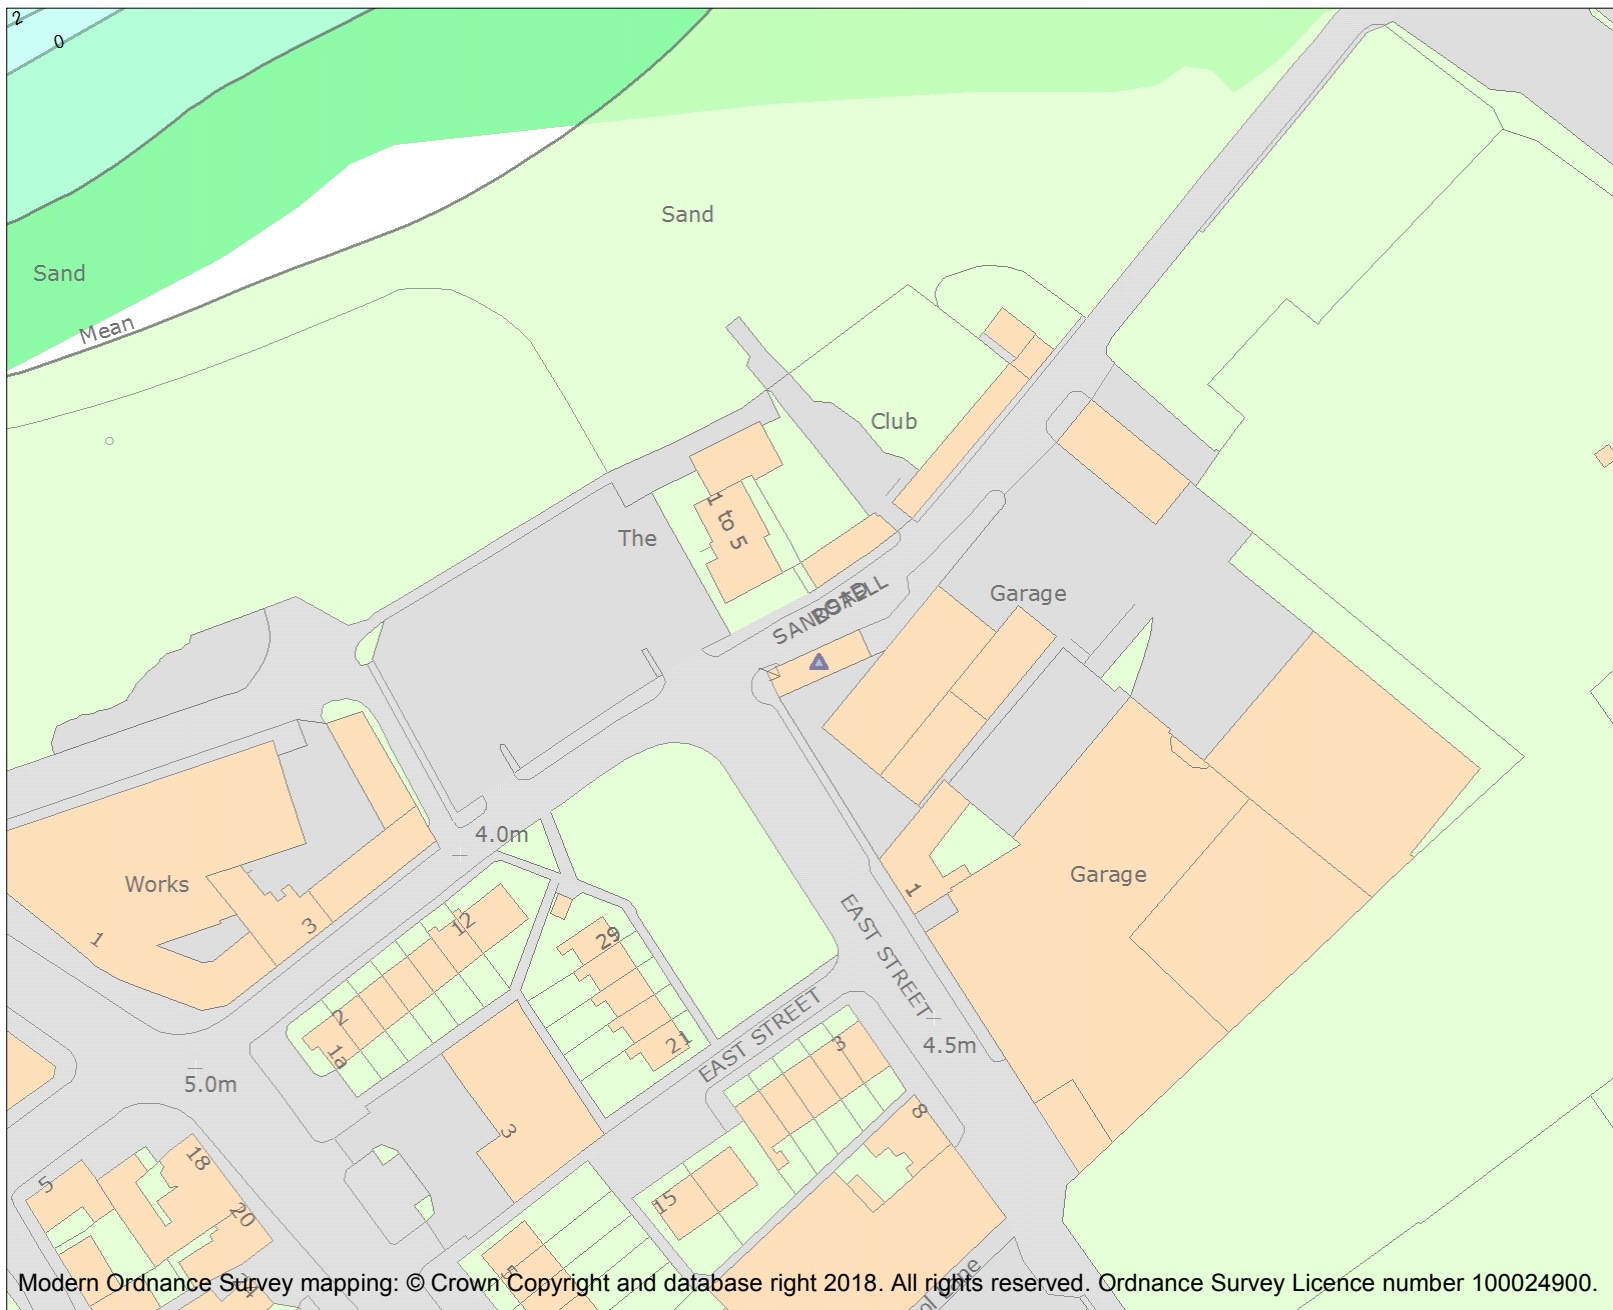 2
0
Sand
Sand
Mean
Club
1 to 5
The
Garage
4.0m
Works
1
Garage
12
3
29
1
EAST STREET
2
1a
21
EAST STREET
3
4.5m
5.0m
3
8
18
5
20
15
Modern Ordnance Survey mapping: © Crown Copyright and database right 2018. All rights reserved. Ordnance Survey Licence number 100024900.